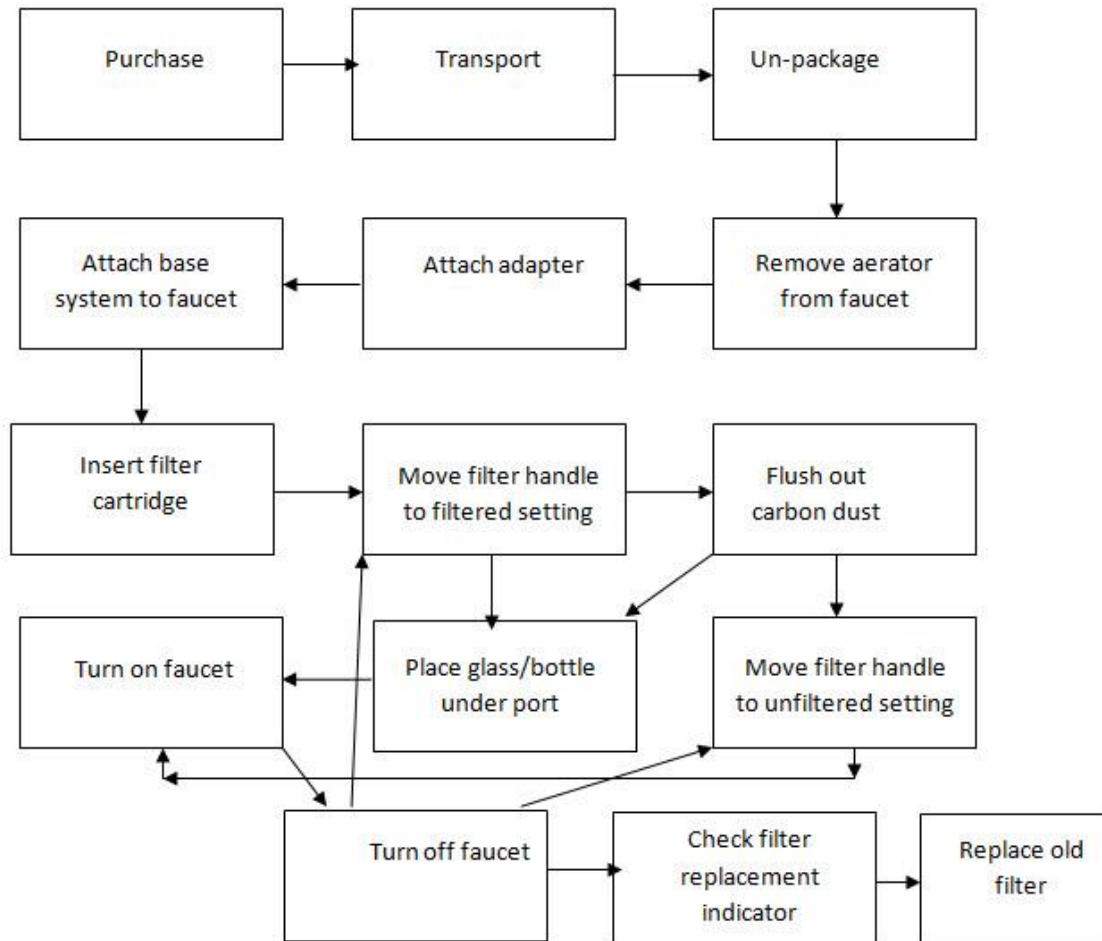 Purchase
Transport
Un-package
Attach base
system to faucet
Attach adapter
Remove aerator
from faucet
Insert filter
cartridge
Move filter handle
to filtered setting
Flush out
carbon dust
Turn on faucet
Place glass/bottle
under port
Move filter handle
to unfiltered setting
Turn off faucet
Check filter
replacement
indicator
Replace old
filter